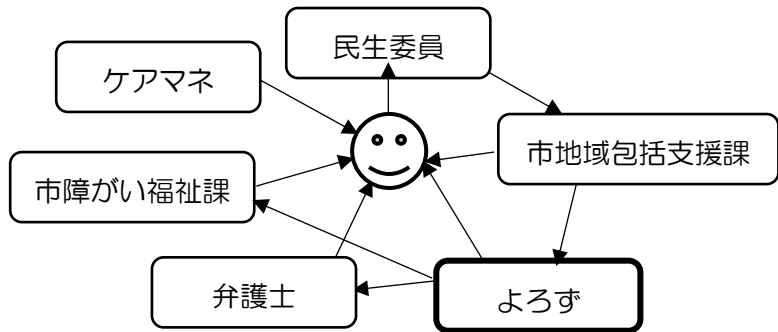 民生委員
ケアマネ
市地域包括支援課
市障がい福祉課
弁護士
よろず